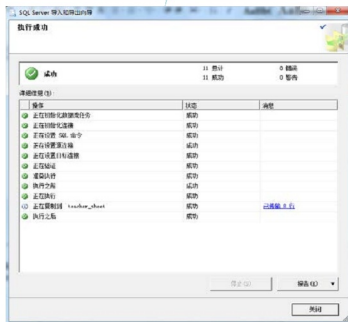 SQL Server 导入和导出向导
执行成功
成功
11 总计 0 错误
11 成功 0 警告
详细信息(D):
操作 状态 消息
正在初始化数据流任务 成功
正在初始化连接 成功
正在设置 SQL 命令 成功
正在设置源连接 成功
正在设置目标连接 成功
正在验证 成功
准备执行 成功
执行之前 成功
正在执行 成功
正在复制到 teacher_sheet 成功 已传输 8 行
执行之后 成功
停止(S) 报告(R)
关闭